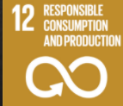 12 RESPONSIBLE
CONSUMPTION
AND PRODUCTION